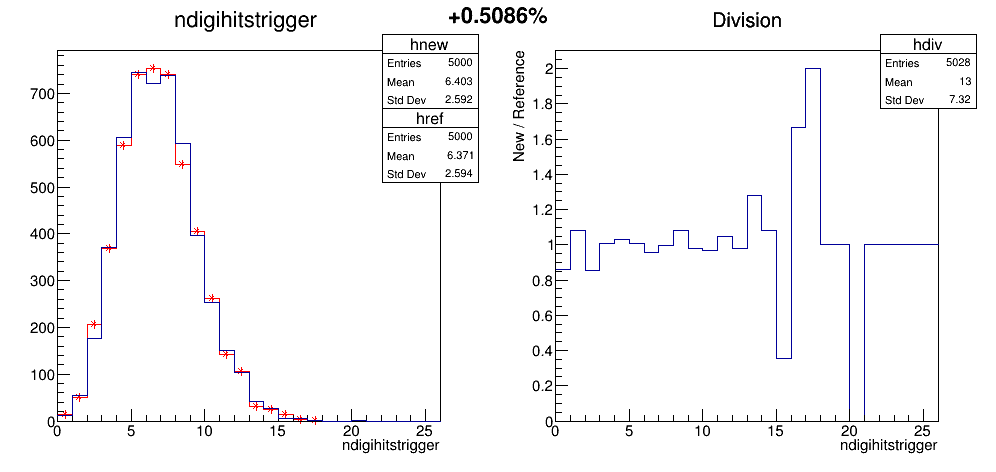 ndigihitstrigger
+0.5086%
Division
hnew
Entries 5000
Mean 6.403
Std Dev 2.592
href
Entries 5000
Mean 6.371
Std Dev 2.594
700
600
500
400
300
200
100
0
0 5 10 15 20 25
ndigihitstrigger
hdiv
Entries 5028
Mean 13
Std Dev 7.32
New / Reference
2
1.8
1.6
1.4
1.2
1
0.8
0.6
0.4
0.2
0
0 5 10 15 20 25
ndigihitstrigger